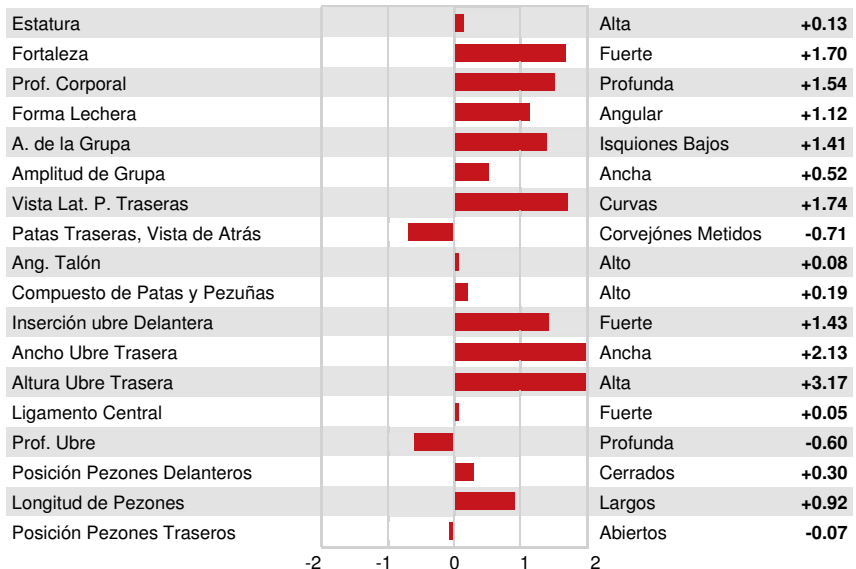 Estatura Alta +0.13
Fortaleza Fuerte +1.70
Prof. Corporal Profunda +1.54
Forma Lechera Angular +1.12
A. de la Grupa Isquiones Bajos +1.41
Amplitud de Grupa Ancha +0.52
Vista Lat. P. Traseras Curvas +1.74
Patas Traseras, Vista de Atrás Corvejónes Metidos -0.71
Ang. Talón Alto +0.08
Compuesto de Patas y Pezuñas Alto +0.19
Inserción ubre Delantera Fuerte +1.43
Ancho Ubre Trasera Ancha +2.13
Altura Ubre Trasera Alta +3.17
Ligamento Central Fuerte +0.05
Prof. Ubre Profunda -0.60
Posición Pezones Delanteros Cerrados +0.30
Longitud de Pezones Largos +0.92
Posición Pezones Traseros Abiertos -0.07
-2 -1 0 1 2